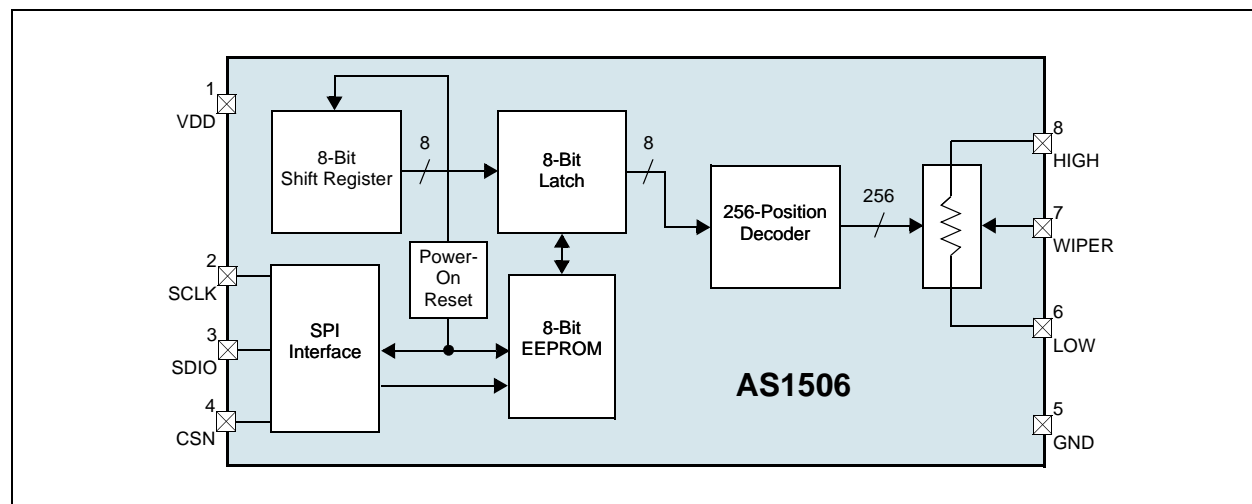 1
VDD
8-Bit
Shift Register
8
8-Bit
Latch
8
256-Position
Decoder
256
8
HIGH
7
WIPER
6
LOW
5
GND
2
SCLK
3
SDIO
4
CSN
SPI
Interface
Power-
On
Reset
8-Bit
EEPROM
AS1506